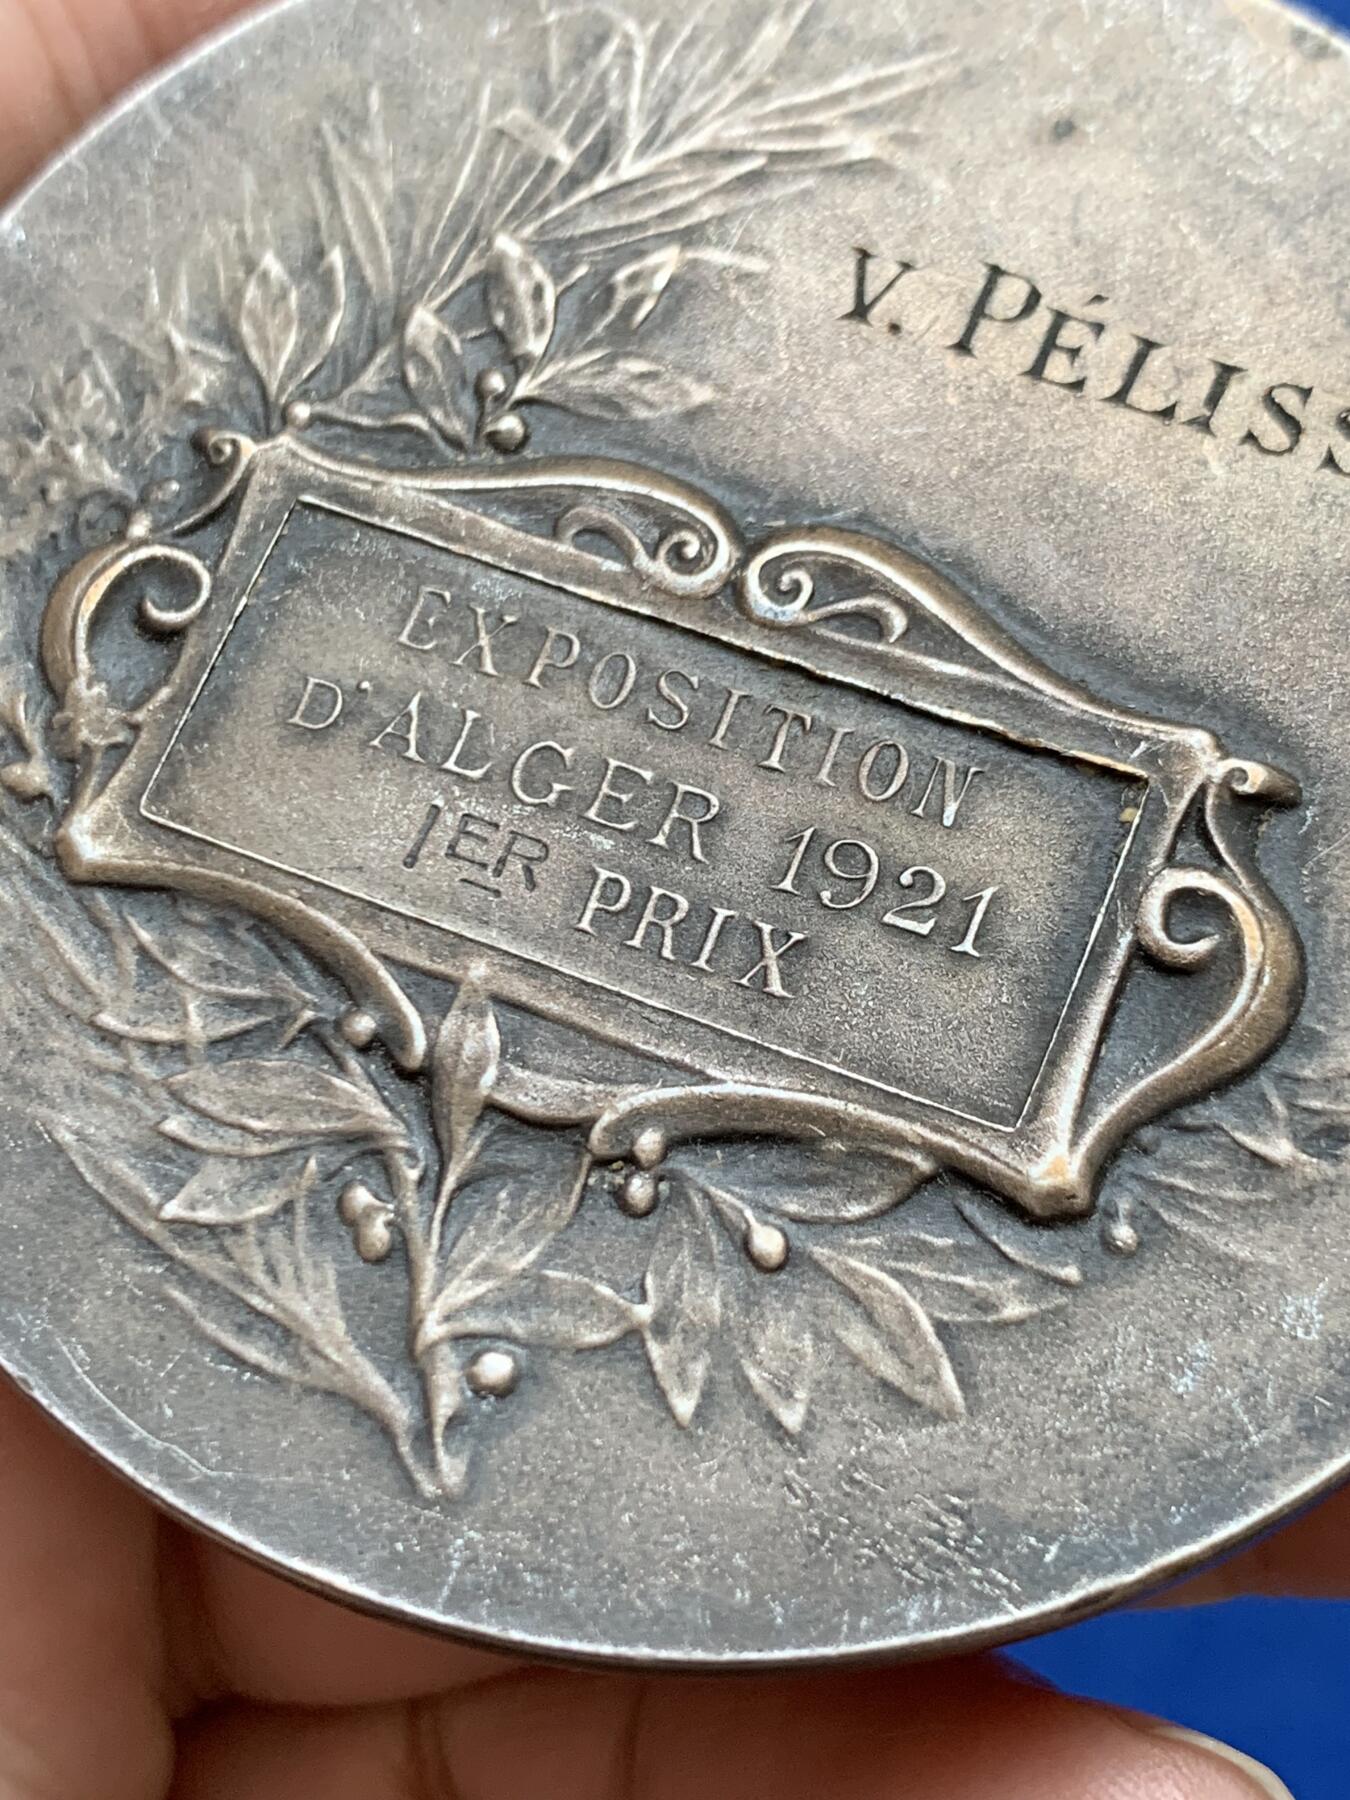 V. PÉLISS
EXPOSITION
D'ALGER 1921
1ER PRIX